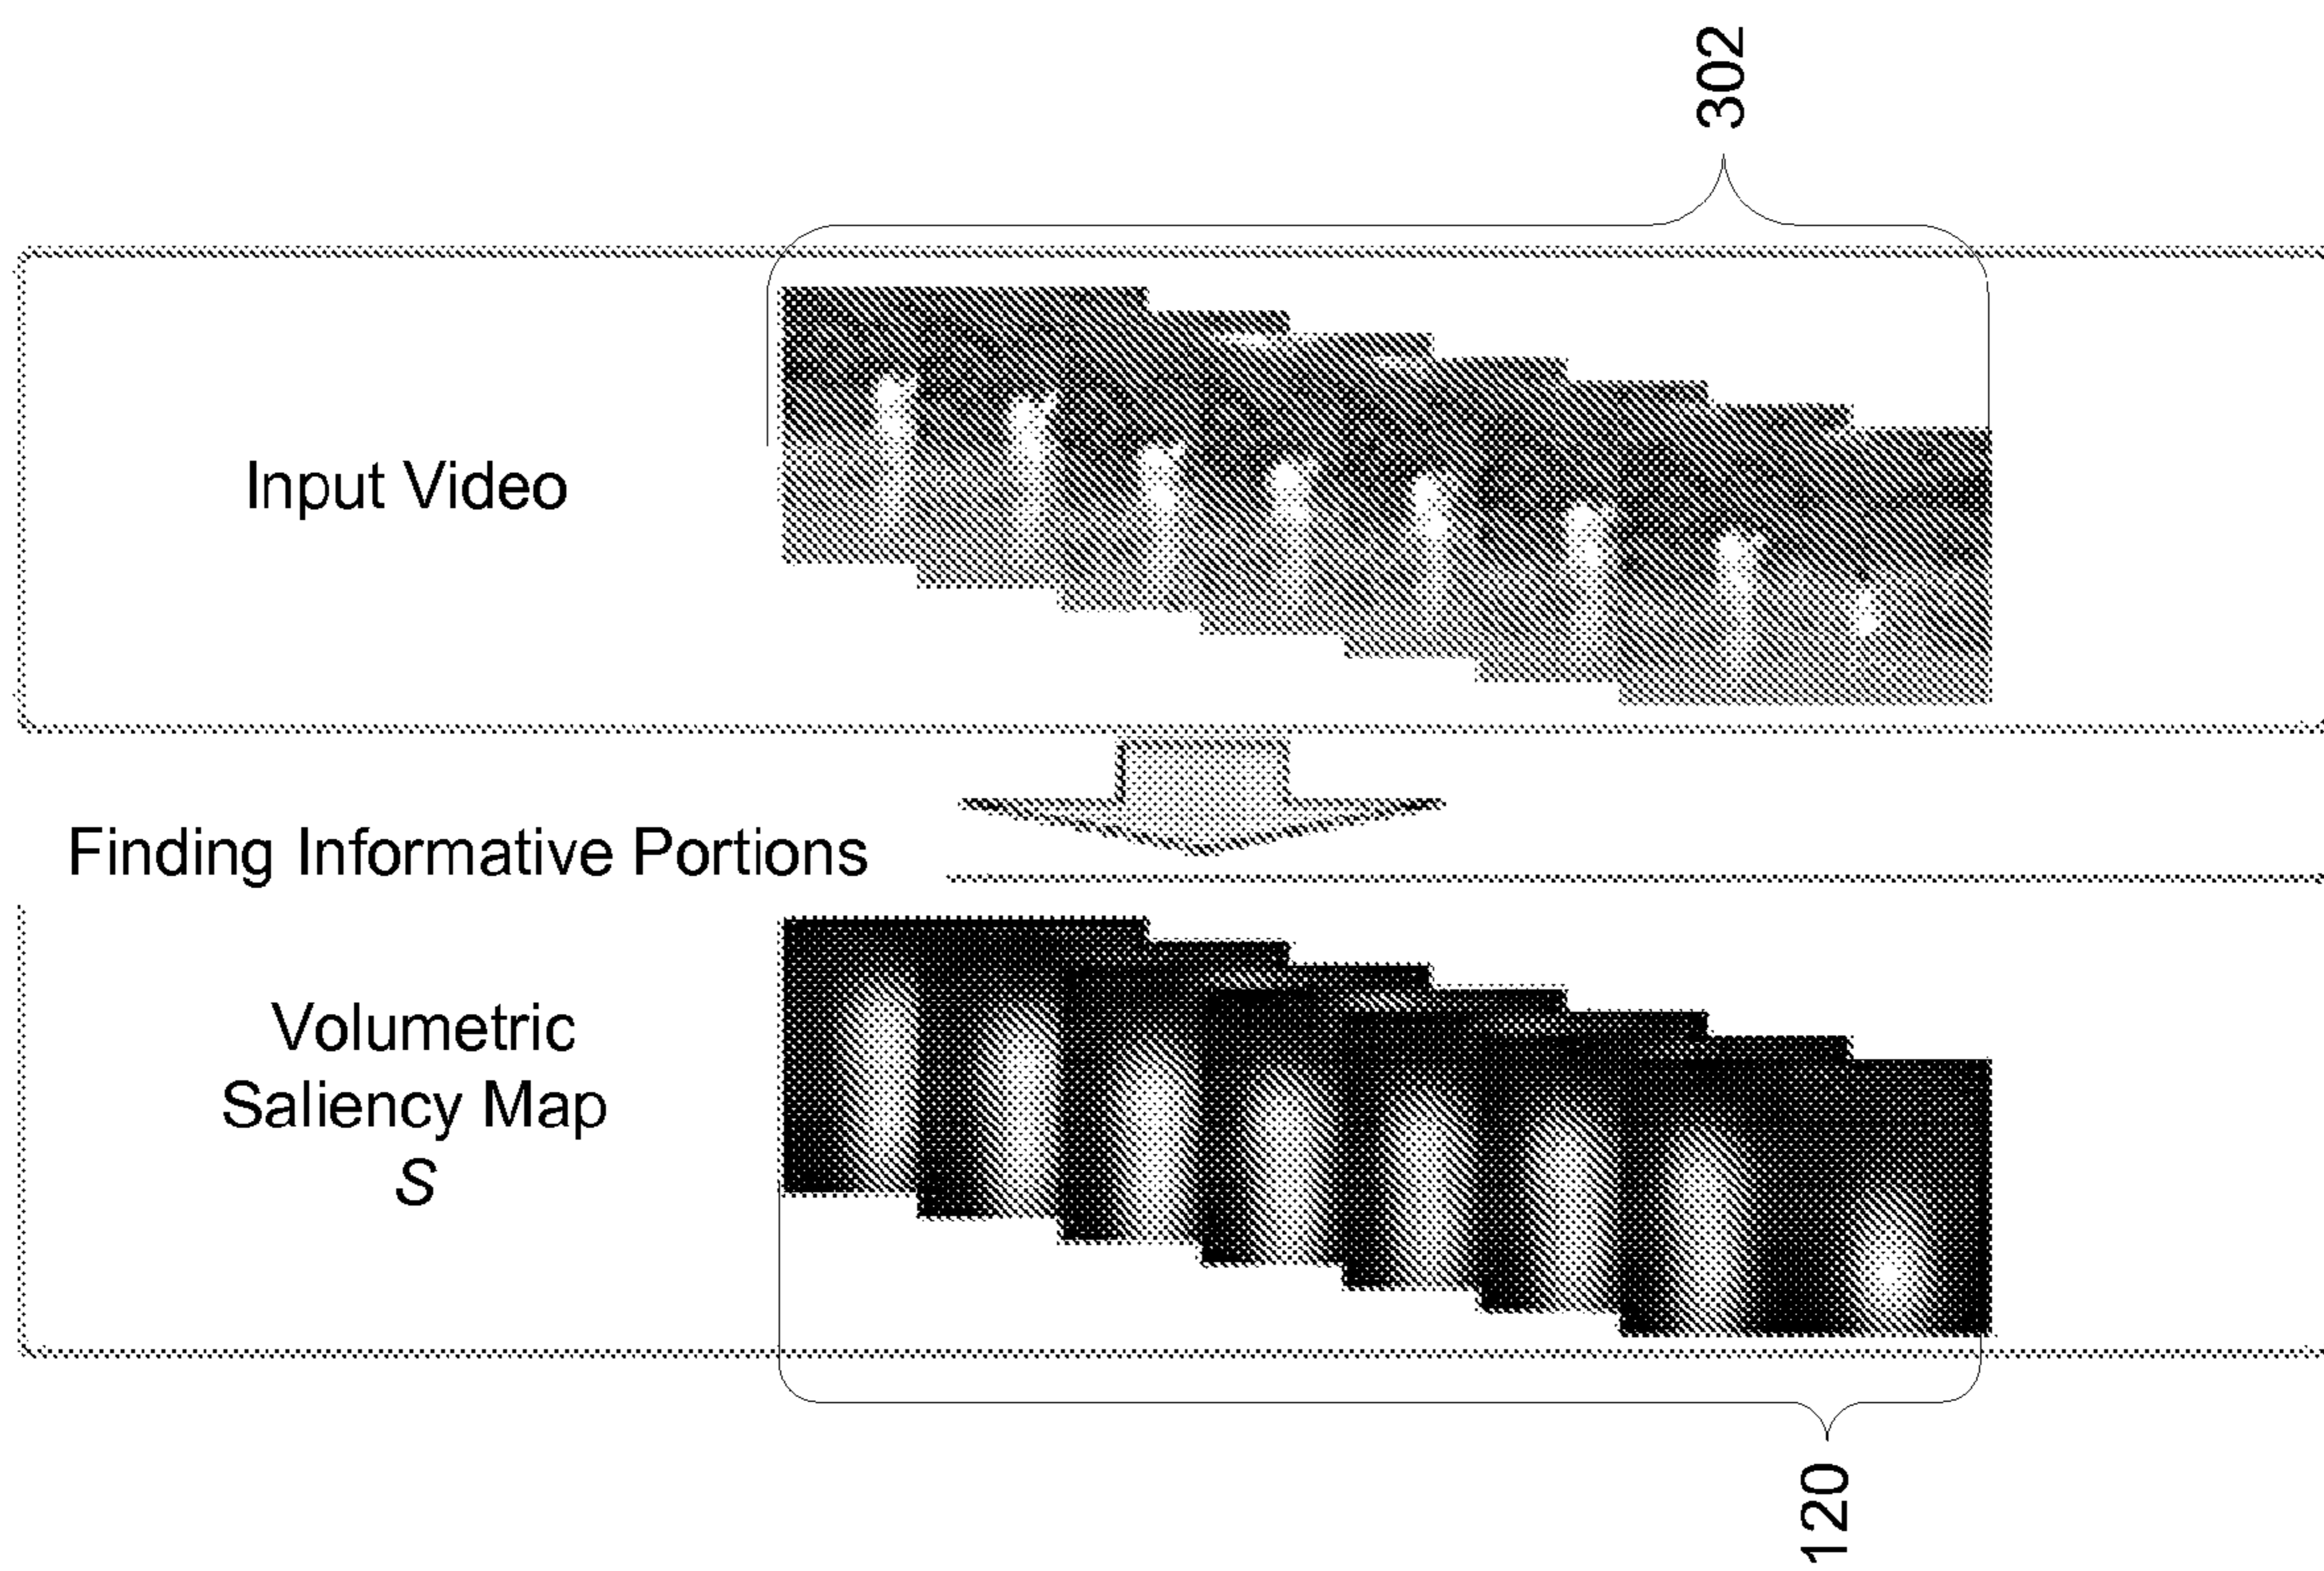 302
Input Video
Finding Informative Portions
Volumetric
Saliency Map
S
120